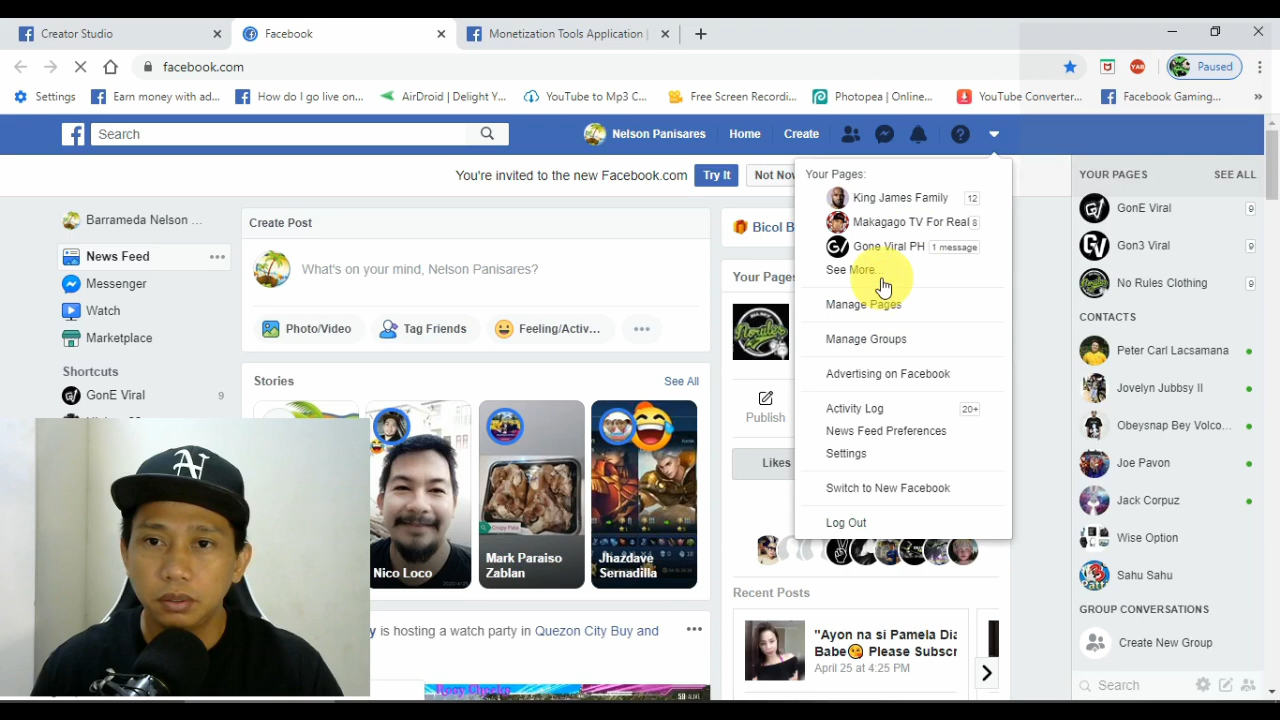 Creator Studio
Facebook
Monetization Tools Application |
facebook.com
Paused
Settings
Earn money with ad...
How do I go live on...
AirDroid | Delight Y...
YouTube to Mp3 C...
Free Screen Recordi...
Photopea | Online...
YouTube Converter...
Facebook Gaming...
Search
Nelson Panisares
Home
Create
You're invited to the new Facebook.com
Try It
Not Now
Barrameda Nelson ...
News Feed
Messenger
Watch
Marketplace
Shortcuts
GonE Viral 9
Create Post
What's on your mind, Nelson Panisares?
Photo/Video
Tag Friends
Feeling/Activ...
Stories
See All
Nico Loco
Crispy Pata
Mark Paraiso
Zablan
Jhazdave
Sernadilla
is hosting a watch party in Quezon City Buy and
Bicol B
Your Pages
Publish
Likes
Recent Posts
"Ayon na si Pamela Dia
Babe😘 Please Subscr
April 25 at 4:25 PM
Your Pages:
King James Family 12
Makagago TV For Real 8
Gone Viral PH 1 message
See More...
Manage Pages
Manage Groups
Advertising on Facebook
Activity Log 20+
News Feed Preferences
Settings
Switch to New Facebook
Log Out
YOUR PAGES SEE ALL
GonE Viral 9
Gon3 Viral 9
No Rules Clothing 9
CONTACTS
Peter Carl Lacsamana
Jovelyn Jubbsy II
Obeysnap Bey Volco...
Joe Pavon
Jack Corpuz
Wise Option
Sahu Sahu
GROUP CONVERSATIONS
Create New Group
Search